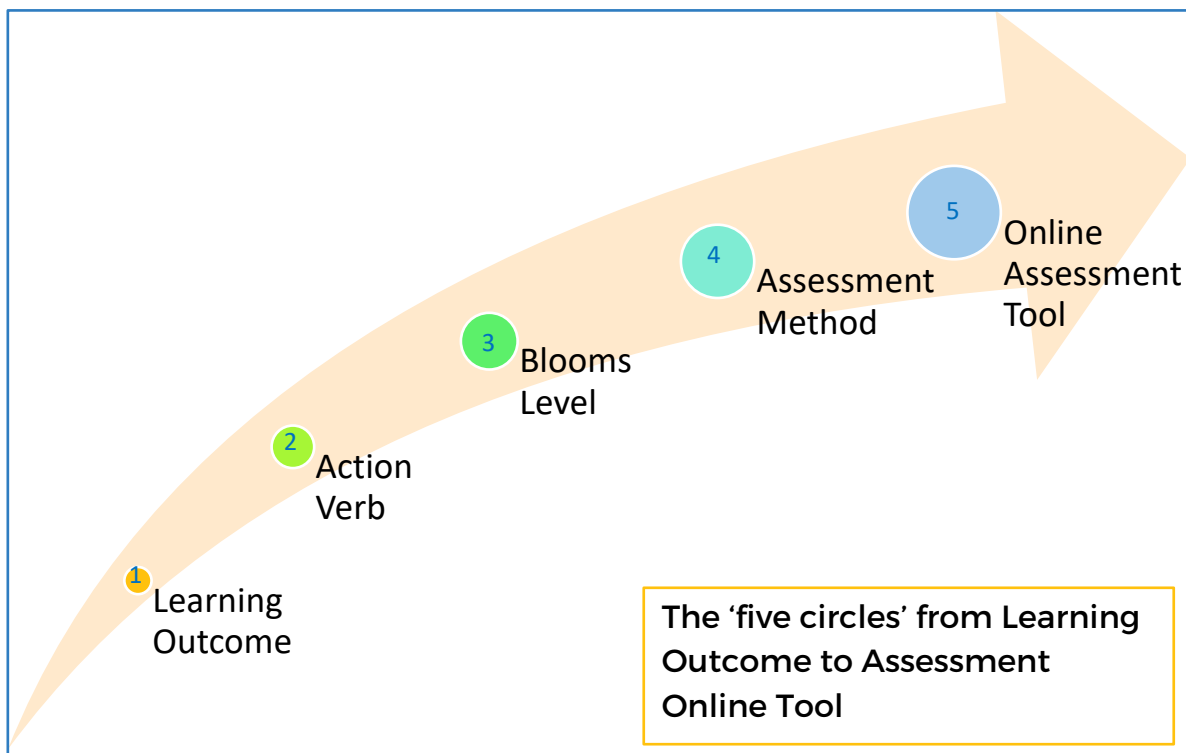 1
Learning
Outcome
2
Action
Verb
3
Blooms
Level
4
Assessment
Method
5
Online
Assessment
Tool
The ‘five circles’ from Learning
Outcome to Assessment
Online Tool